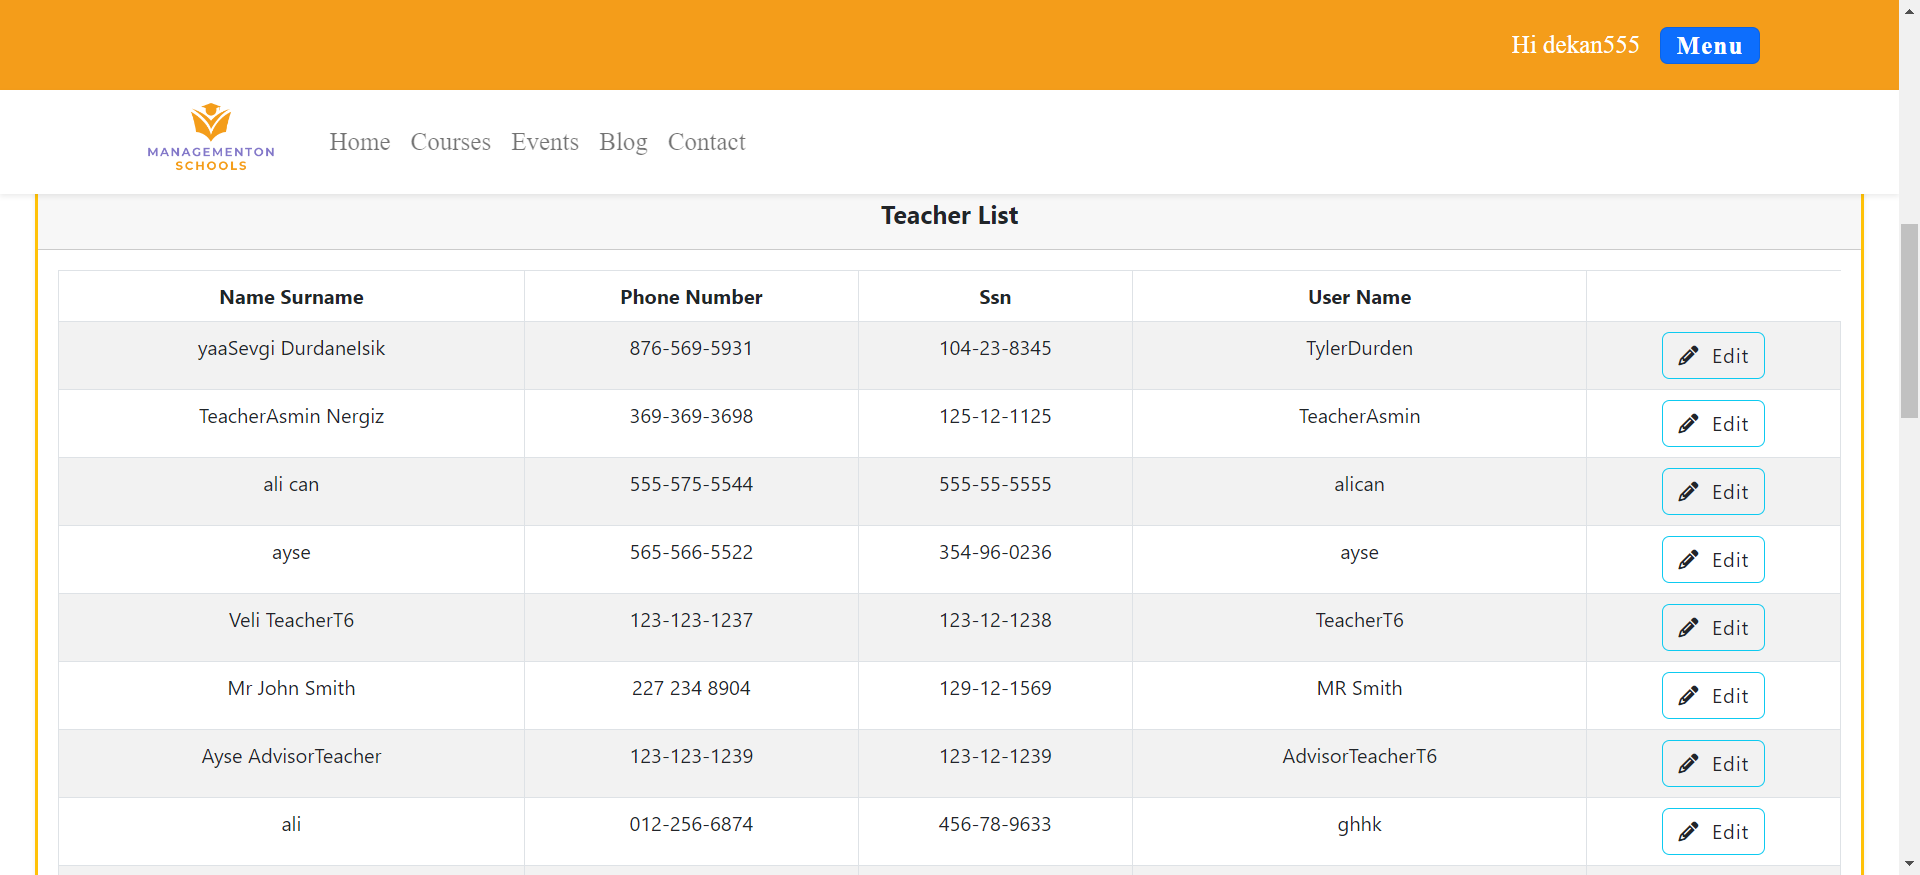 Hi dekan555 Menu
MANAGEMENTON
SCHOOLS
Home Courses Events Blog Contact
Teacher List
Name Surname Phone Number Ssn User Name
yaaSevgi DurdaneIsik 876-569-5931 104-23-8345 TylerDurden Edit
TeacherAsmin Nergiz 369-369-3698 125-12-1125 TeacherAsmin Edit
ali can 555-575-5544 555-55-5555 alican Edit
ayse 565-566-5522 354-96-0236 ayse Edit
Veli TeacherT6 123-123-1237 123-12-1238 TeacherT6 Edit
Mr John Smith 227 234 8904 129-12-1569 MR Smith Edit
Ayse AdvisorTeacher 123-123-1239 123-12-1239 AdvisorTeacherT6 Edit
ali 012-256-6874 456-78-9633 ghhk Edit